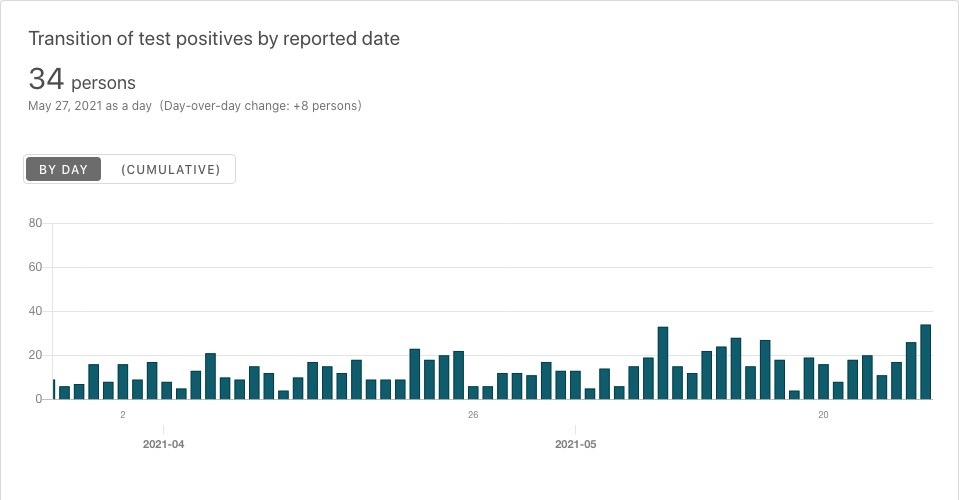 Transition of test positives by reported date
34 persons
May 27, 2021 as a day (Day-over-day change: +8 persons)
BY DAY (CUMULATIVE)
80
60
40
20
0
2 26 20
2021-04 2021-05